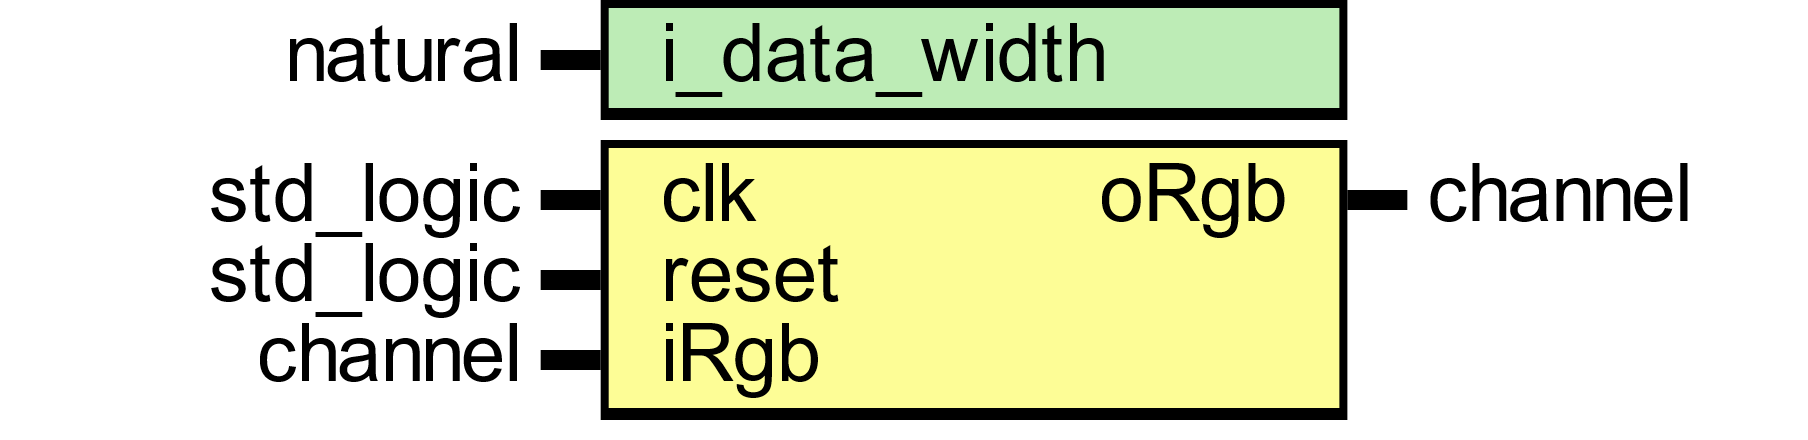 natural i_data_width
std_logic clk oRgb channel
std_logic reset
channel iRgb